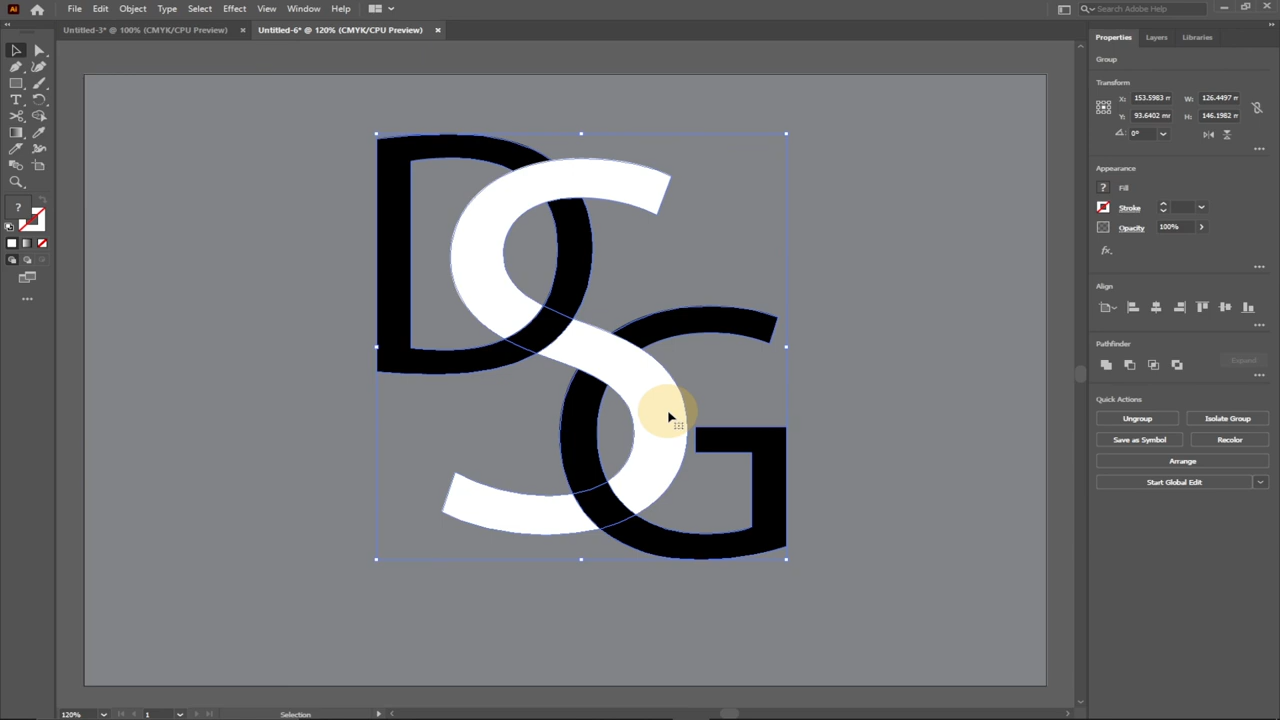 Ai File Edit Object Type Select Effect View Window Help Search Adobe Help
Untitled-3* @ 100% (CMYK/CPU Preview) × Untitled-6* @ 120% (CMYK/CPU Preview) ×
Properties Layers Libraries
Group
Transform
X: 153.5983 m W: 126.4497 m
Y: 93.6402 mm H: 146.1982 m
0°
Appearance
? Fill
Stroke
Opacity 100%
fx.
Align
Pathfinder
Expand
Quick Actions
Ungroup Isolate Group
Save as Symbol Recolor
Arrange
Start Global Edit
?
D
S
G
120% 1 Selection